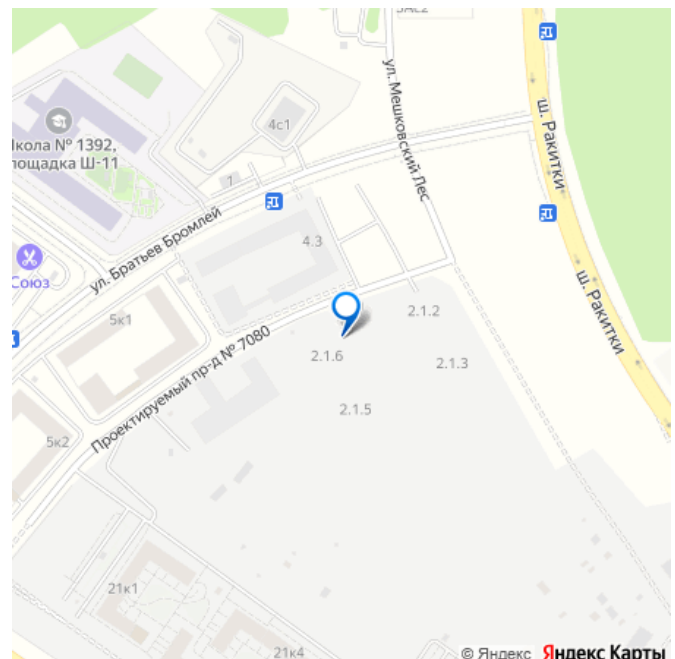 4с1
ул. Мешковский Лес
ш. Ракитки
Школа № 1392,
площадка Ш-11
1
ул. Братьев Бромлей
4.3
Союз
5к1
2.1.2
2.1.6
2.1.3
ш. Ракитки
Проектируемый пр-д № 7080
2.1.5
5к2
21к1
21к4
© Яндекс Яндекс Карты